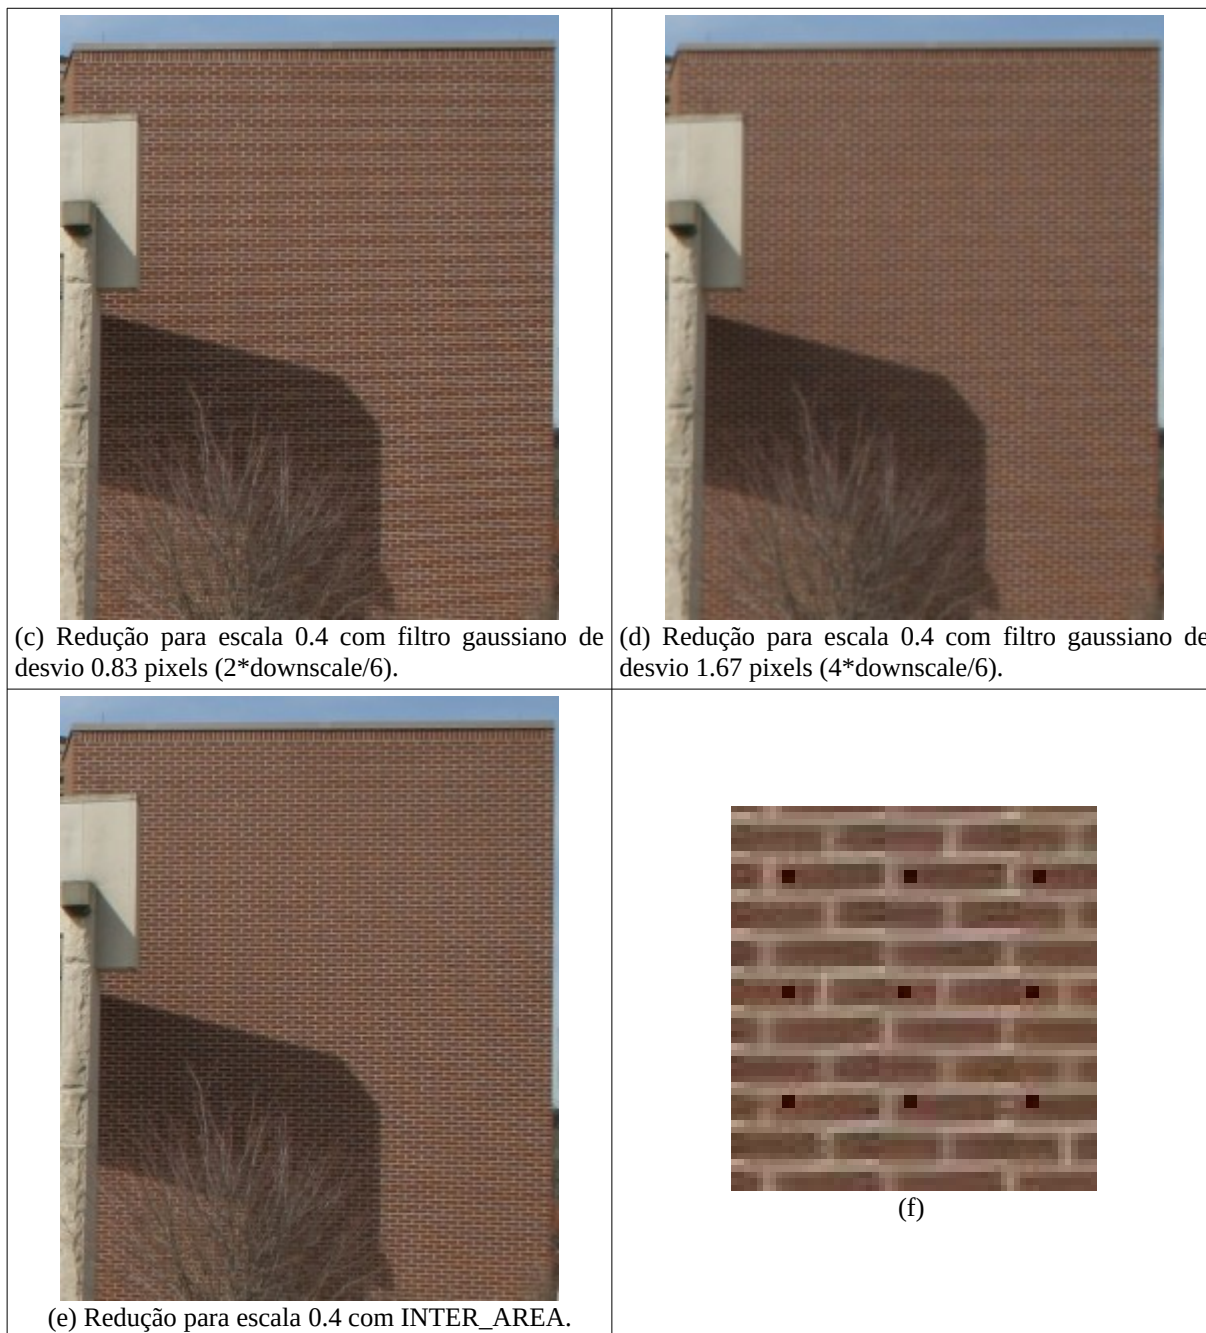 (c) Redução para escala 0.4 com filtro gaussiano de
desvio 0.83 pixels (2*downscale/6).
(d) Redução para escala 0.4 com filtro gaussiano de
desvio 1.67 pixels (4*downscale/6).
(e) Redução para escala 0.4 com INTER_AREA.
(f)